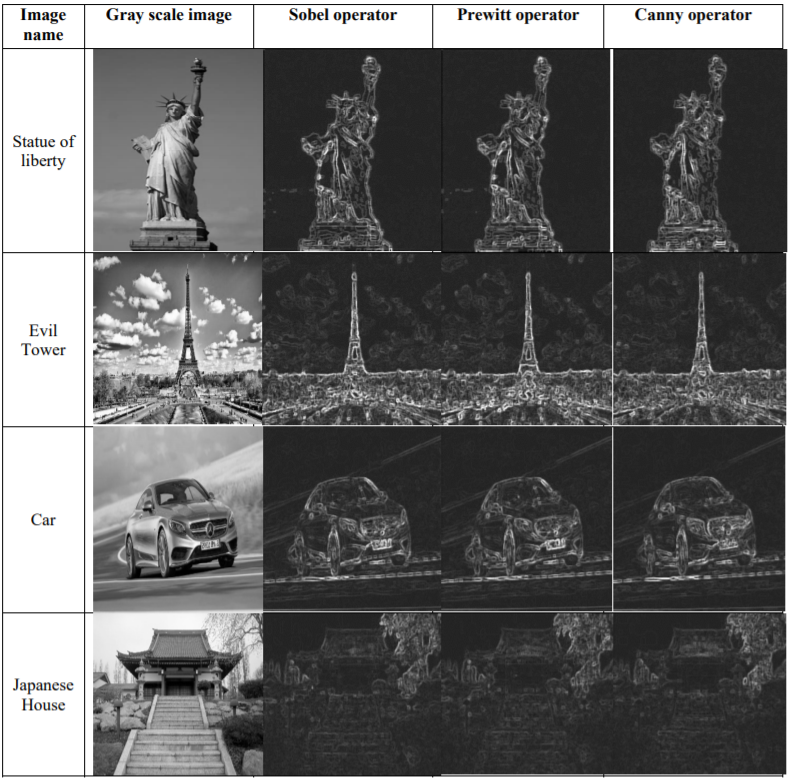 Image name
Gray scale image
Sobel operator
Prewitt operator
Canny operator
Statue of
liberty
Evil
Tower
Car
Japanese
House